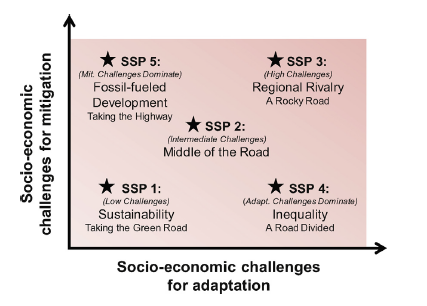 Socio-economic
challenges for mitigation
SSP 5:
(Mit. Challenges Dominate)
Fossil-fueled
Development
Taking the Highway
SSP 3:
(High Challenges)
Regional Rivalry
A Rocky Road
SSP 2:
(Intermediate Challenges)
Middle of the Road
SSP 1:
(Low Challenges)
Sustainability
Taking the Green Road
SSP 4:
(Adapt. Challenges Dominate)
Inequality
A Road Divided
Socio-economic challenges
for adaptation